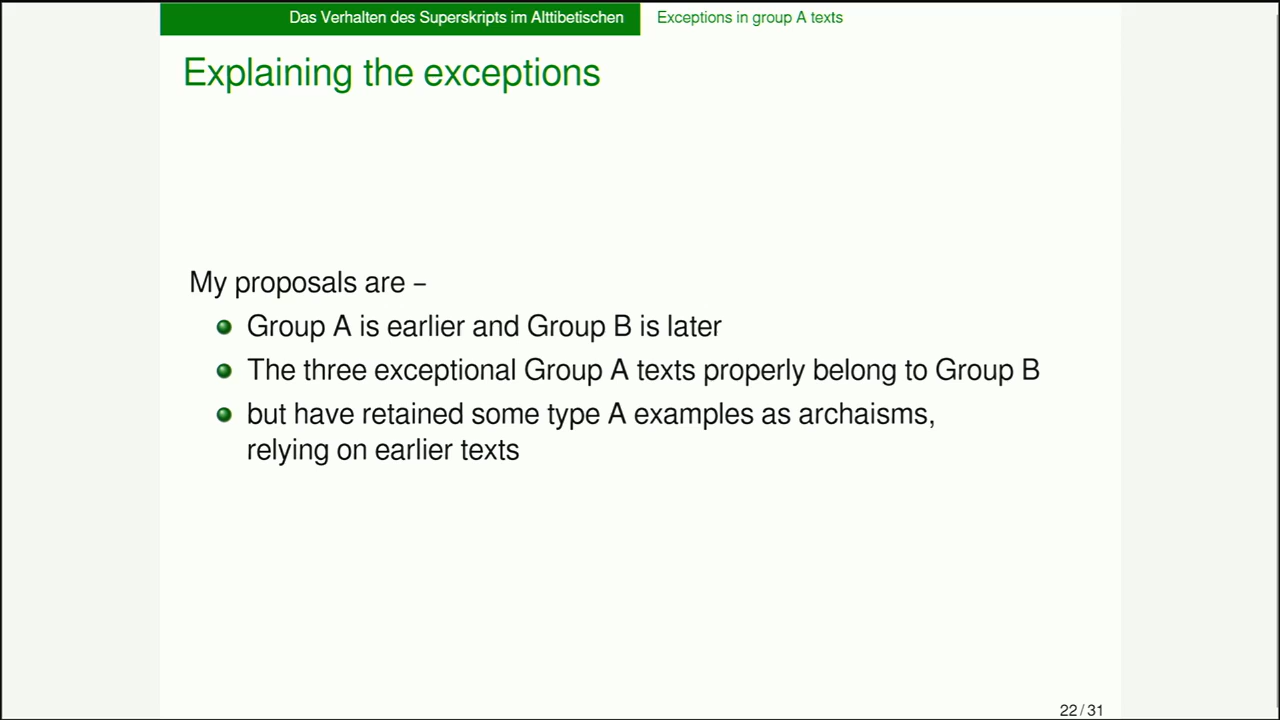 Das Verhalten des Superskripts im Alttibetischen
Exceptions in group A texts
Explaining the exceptions
My proposals are –
Group A is earlier and Group B is later
The three exceptional Group A texts properly belong to Group B
but have retained some type A examples as archaisms,
relying on earlier texts
22 / 31